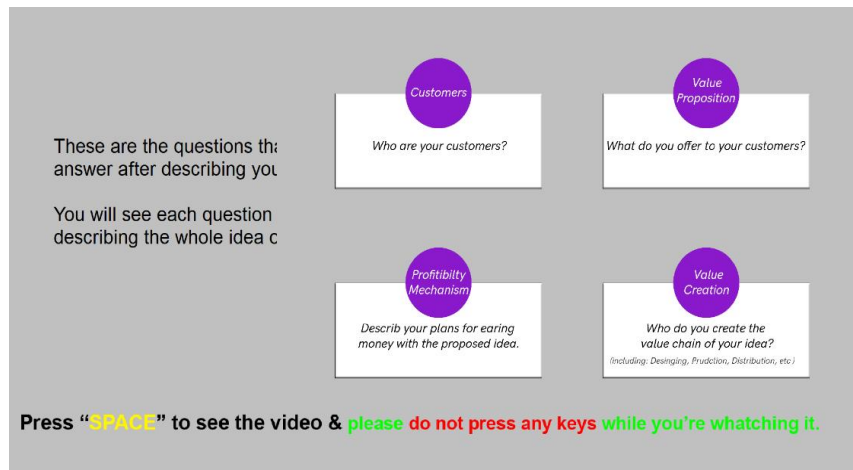 These are the questions tha
answer after describing you
You will see each question
describing the whole idea o
Customers
Who are your customers?
Value
Proposition
What do you offer to your customers?
Profitibilty
Mechanism
Describ your plans for earing
money with the proposed idea.
Value
Creation
Who do you create the
value chain of your idea?
(including: Desinging, Prudction, Distribution, etc)
Press “SPACE” to see the video & please do not press any keys while you’re whatching it.